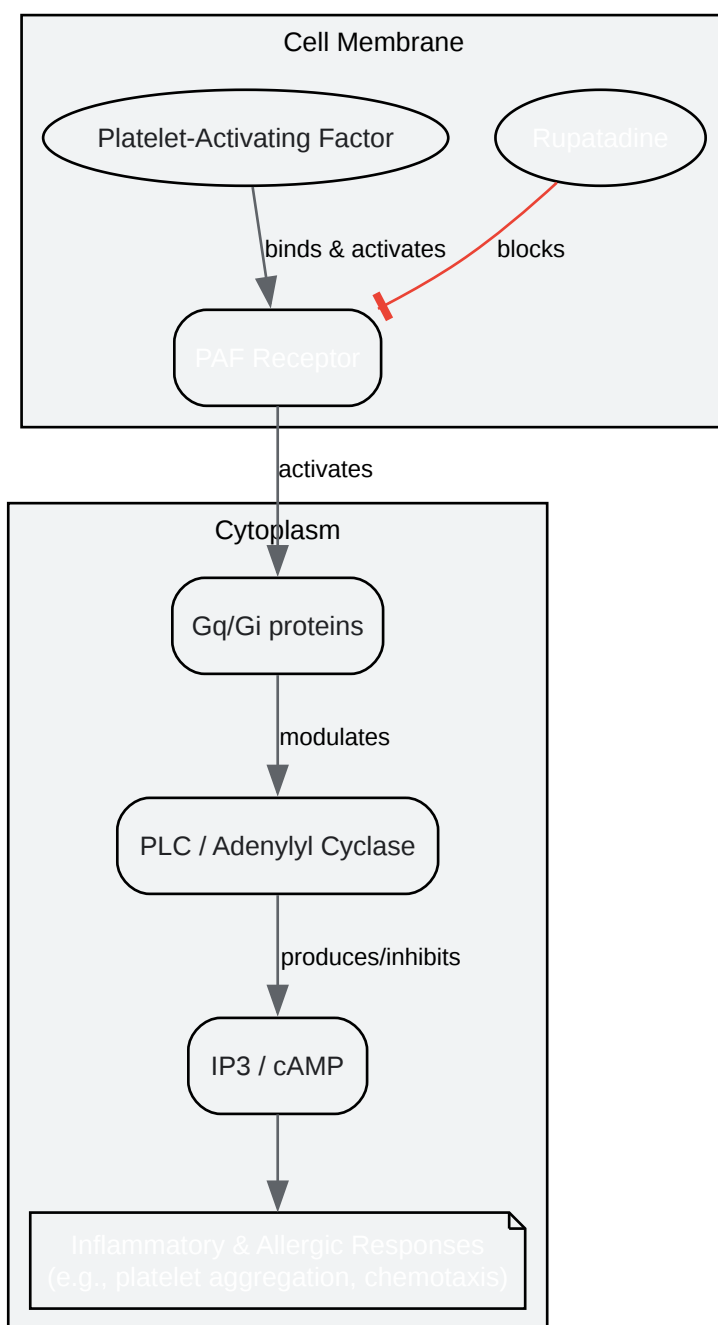 Cell Membrane
Platelet-Activating Factor
Rupatadine
binds & activates
blocks
PAF Receptor
activates
Cytoplasm
Gq/Gi proteins
modulates
PLC / Adenylyl Cyclase
produces/inhibits
IP3 / cAMP
Inflammatory & Allergic Responses
(e.g., platelet aggregation, chemotaxis)